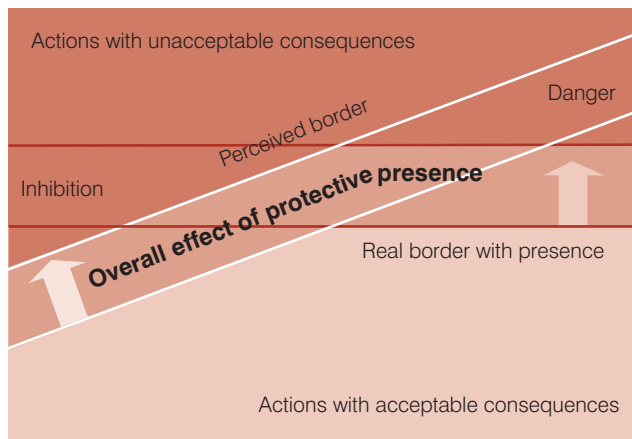 Actions with unacceptable consequences
Danger
Perceived border
Inhibition
Overall effect of protective presence
Real border with presence
Actions with acceptable consequences